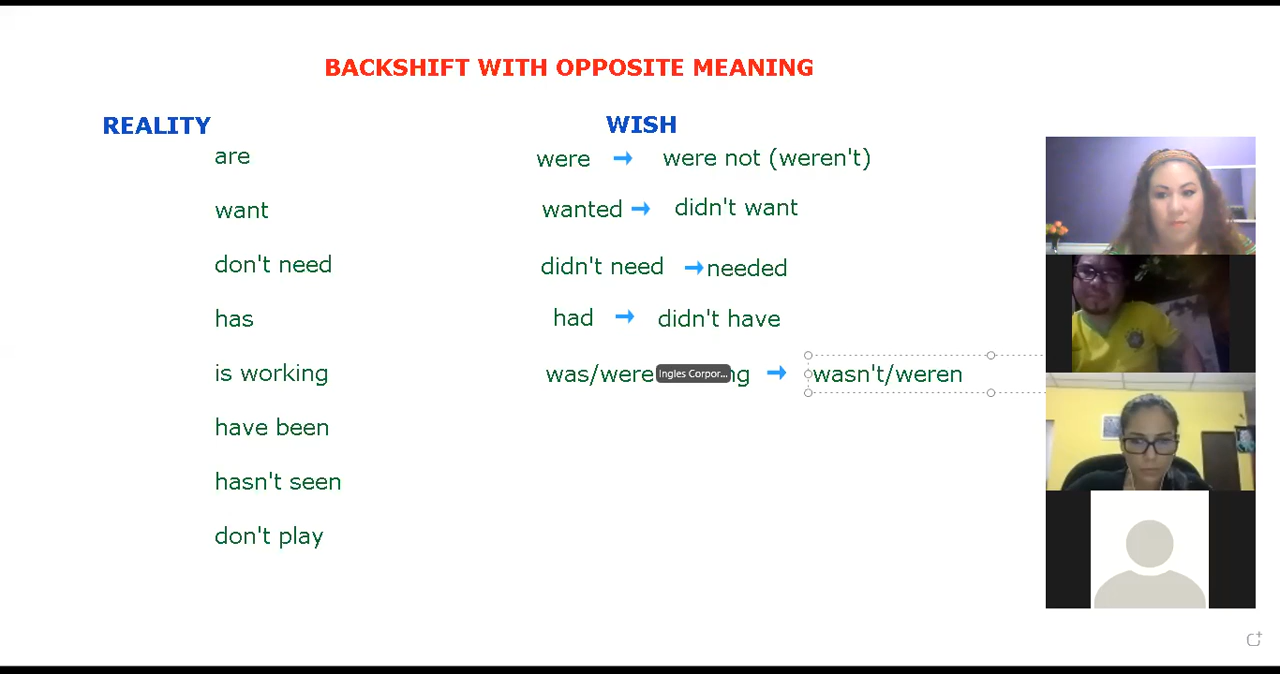 BACKSHIFT WITH OPPOSITE MEANING
REALITY WISH
are were → were not (weren't)
want wanted → didn't want
don't need didn't need → needed
has had → didn't have
is working was/were Ingles Corpor... ng → wasn't/weren
have been
hasn't seen
don't play